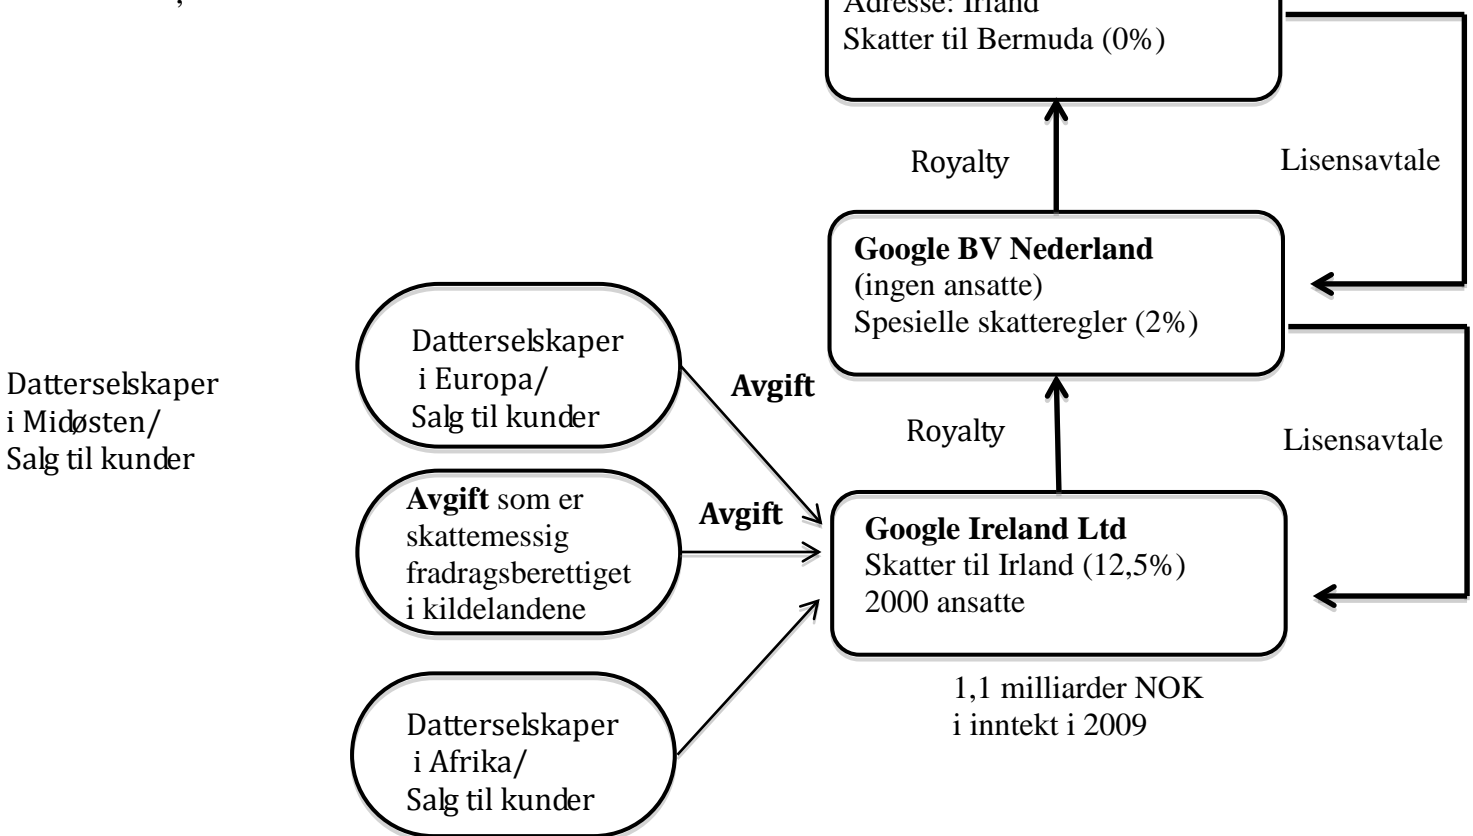 Adresse: Irland
Skatter til Bermuda (0%)
Royalty
Lisensavtale
Google BV Nederland
(ingen ansatte)
Spesielle skatteregler (2%)
Datterselskaper
i Europa/
Salg til kunder
Avgift
Datterselskaper
i Midøsten/
Salg til kunder
Royalty
Lisensavtale
Avgift som er
skattemessig
fradragsberettiget
i kildelandene
Avgift
Google Ireland Ltd
Skatter til Irland (12,5%)
2000 ansatte
1,1 milliarder NOK
i inntekt i 2009
Datterselskaper
i Afrika/
Salg til kunder